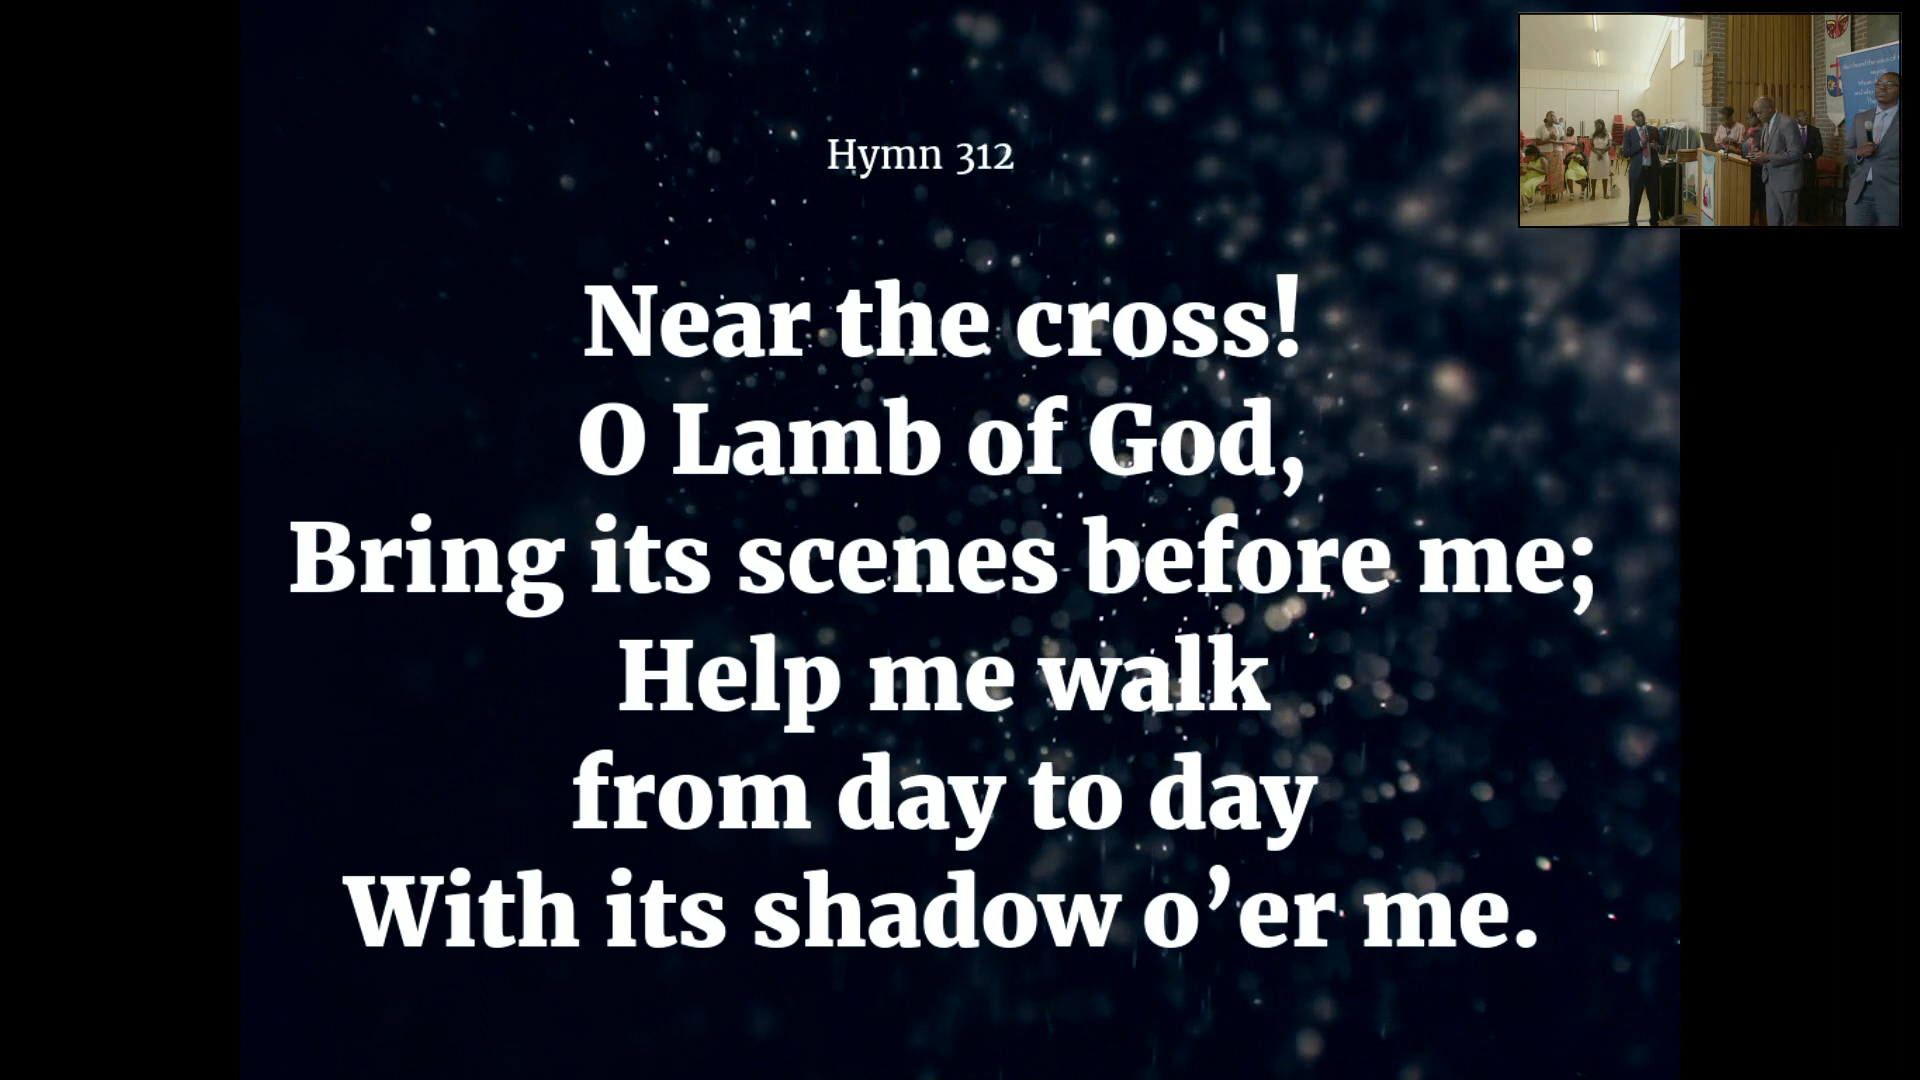 Hymn 312
Near the cross!
O Lamb of God,
Bring its scenes before me;
Help me walk
from day to day
With its shadow o’er me.